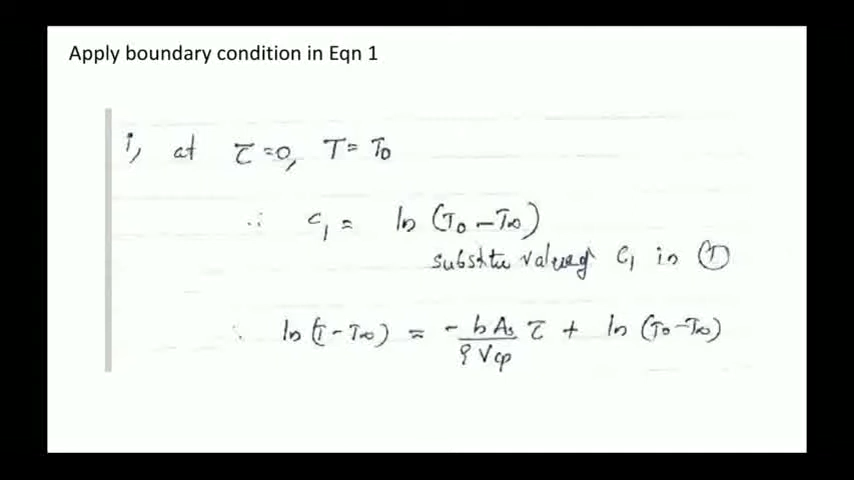 Apply boundary condition in Eqn 1
i, at τ=0, T= T₀
∴ C₁ = ln (T₀ – T∞)
substitu value of C₁ in ①
∴ ln (T – T∞) = - h Aₛ / ρ V Cp τ + ln (T₀ – T∞)